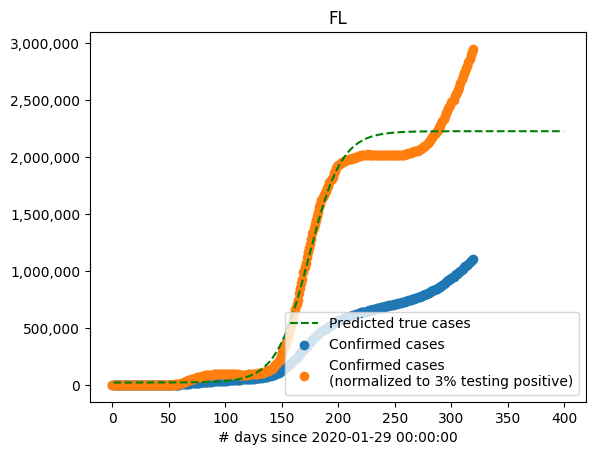 FL
3,000,000
2,500,000
2,000,000
1,500,000
1,000,000
500,000
0
Predicted true cases
Confirmed cases
Confirmed cases
(normalized to 3% testing positive)
0 50 100 150 200 250 300 350 400
# days since 2020-01-29 00:00:00